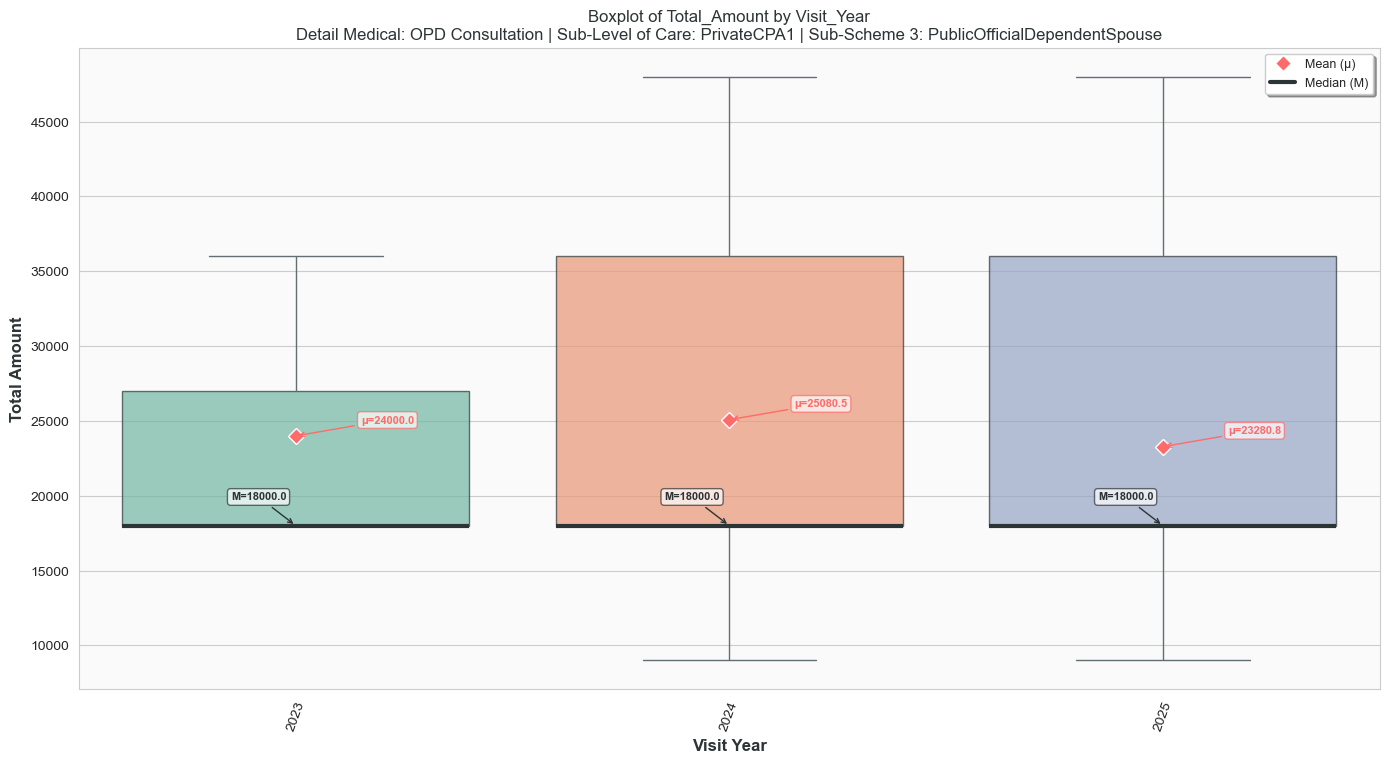 Boxplot of Total_Amount by Visit_Year
Detail Medical: OPD Consultation | Sub-Level of Care: PrivateCPA1 | Sub-Scheme 3: PublicOfficialDependentSpouse
Mean (μ)
Median (M)
Total Amount
45000
40000
35000
30000
25000
20000
15000
10000
μ=24000.0
M=18000.0
μ=25080.5
M=18000.0
μ=23280.8
M=18000.0
2023
2024
2025
Visit Year